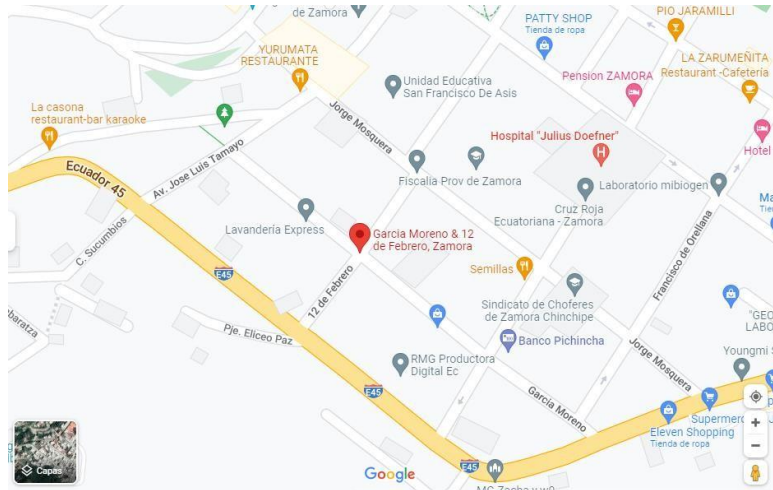 de Zamora
PATTY SHOP
Tienda de ropa
PIO JARAMILLI
YURUMATA
RESTAURANTE
LA ZARUMEÑITA
Restaurant -Cafetería
Unidad Educativa
San Francisco De Asis
Pension ZAMORA
La casona
restaurant-bar karaoke
Jorge Mosquera
Hospital "Julius Doefner"
Hotel
Ecuador 45
Av. Jose Luis Tamayo
Fiscalía Prov de Zamora
Laboratorio mibiogen
Cruz Roja
Ecuatoriana - Zamora
Tien
C. Sucumbios
Lavandería Express
Garcia Moreno & 12
de Febrero, Zamora
Francisco de Orellana
Semillas
E45
12 de Febrero
Sindicato de Choferes
de Zamora Chinchipe
"GEO
LABO
Pje. Eliceo Paz
Banco Pichincha
Jorge Mosquera
Youngmi S
RMG Productora
Digital Ec
E45
Garcia Moreno
Supermer
Eleven Shopping
Tienda de ropa
Capas
Google
E45